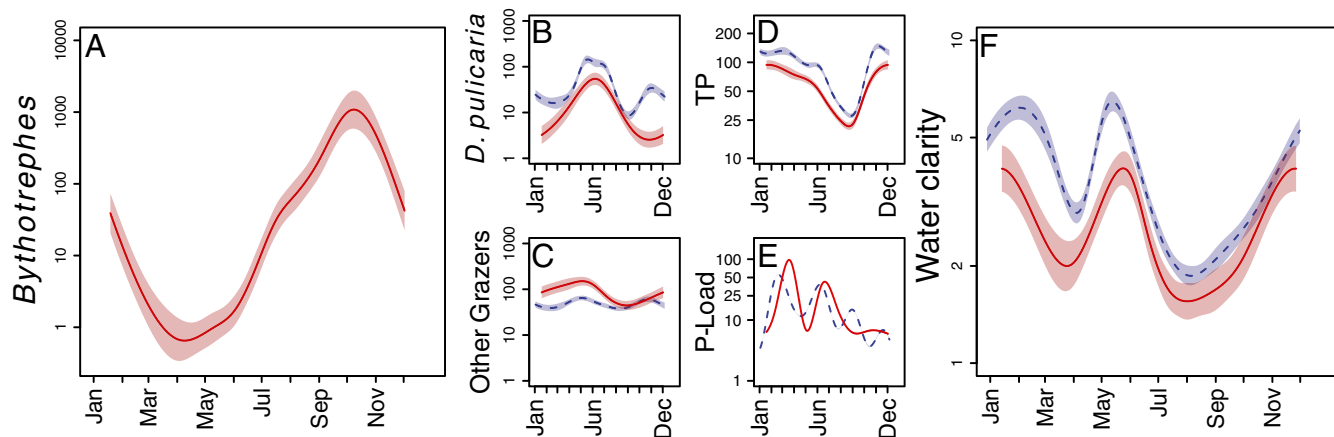 A
Bythotrephes
10000
1000
100
10
1
Jan
Mar
May
Jul
Sep
Nov
B
D. pulicaria
1000
100
10
1
Jan
Jun
Dec
C
Other Grazers
1000
100
10
1
Jan
Jun
Dec
D
TP
200
100
50
25
10
Jan
Jun
Dec
E
P-Load
100
50
25
10
1
Jan
Jun
Dec
F
Water clarity
10
5
2
1
Jan
Mar
May
Jul
Sep
Nov